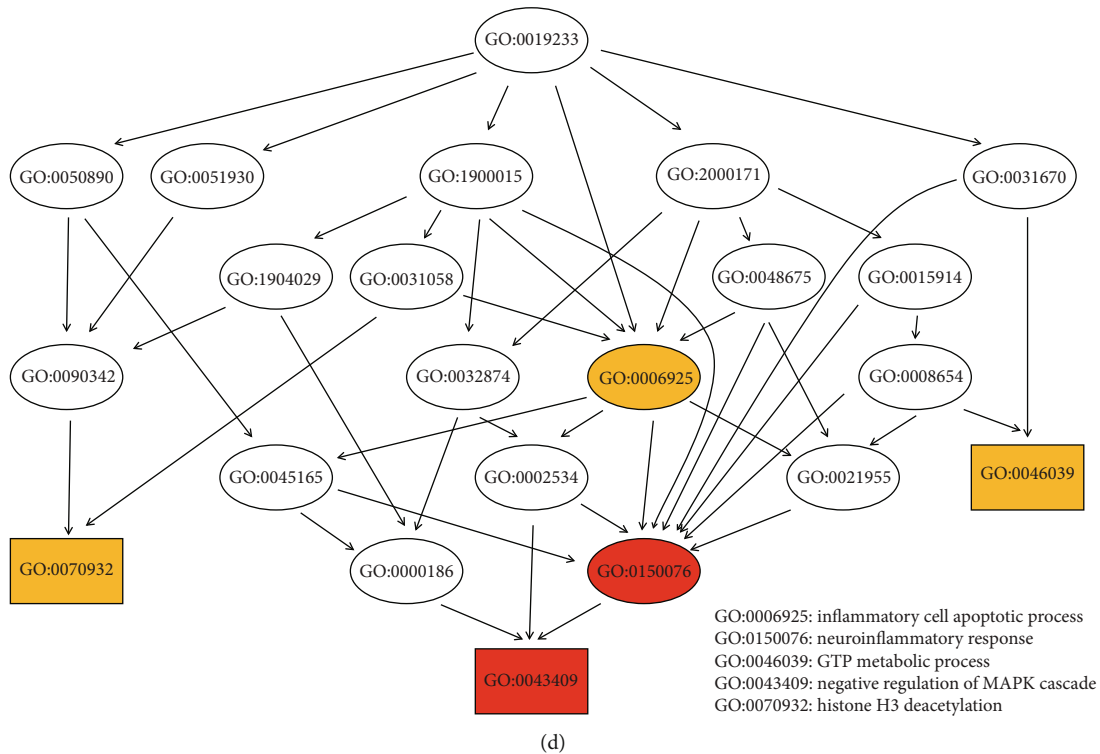 GO:0019233
GO:0050890
GO:0051930
GO:1900015
GO:2000171
GO:0031670
GO:1904029
GO:0031058
GO:0048675
GO:0015914
GO:0090342
GO:0032874
GO:0006925
GO:0008654
GO:0045165
GO:0002534
GO:0021955
GO:0046039
GO:0070932
GO:0000186
GO:0150076
GO:0043409
GO:0006925: inflammatory cell apoptotic process
GO:0150076: neuroinflammatory response
GO:0046039: GTP metabolic process
GO:0043409: negative regulation of MAPK cascade
GO:0070932: histone H3 deacetylation
(d)